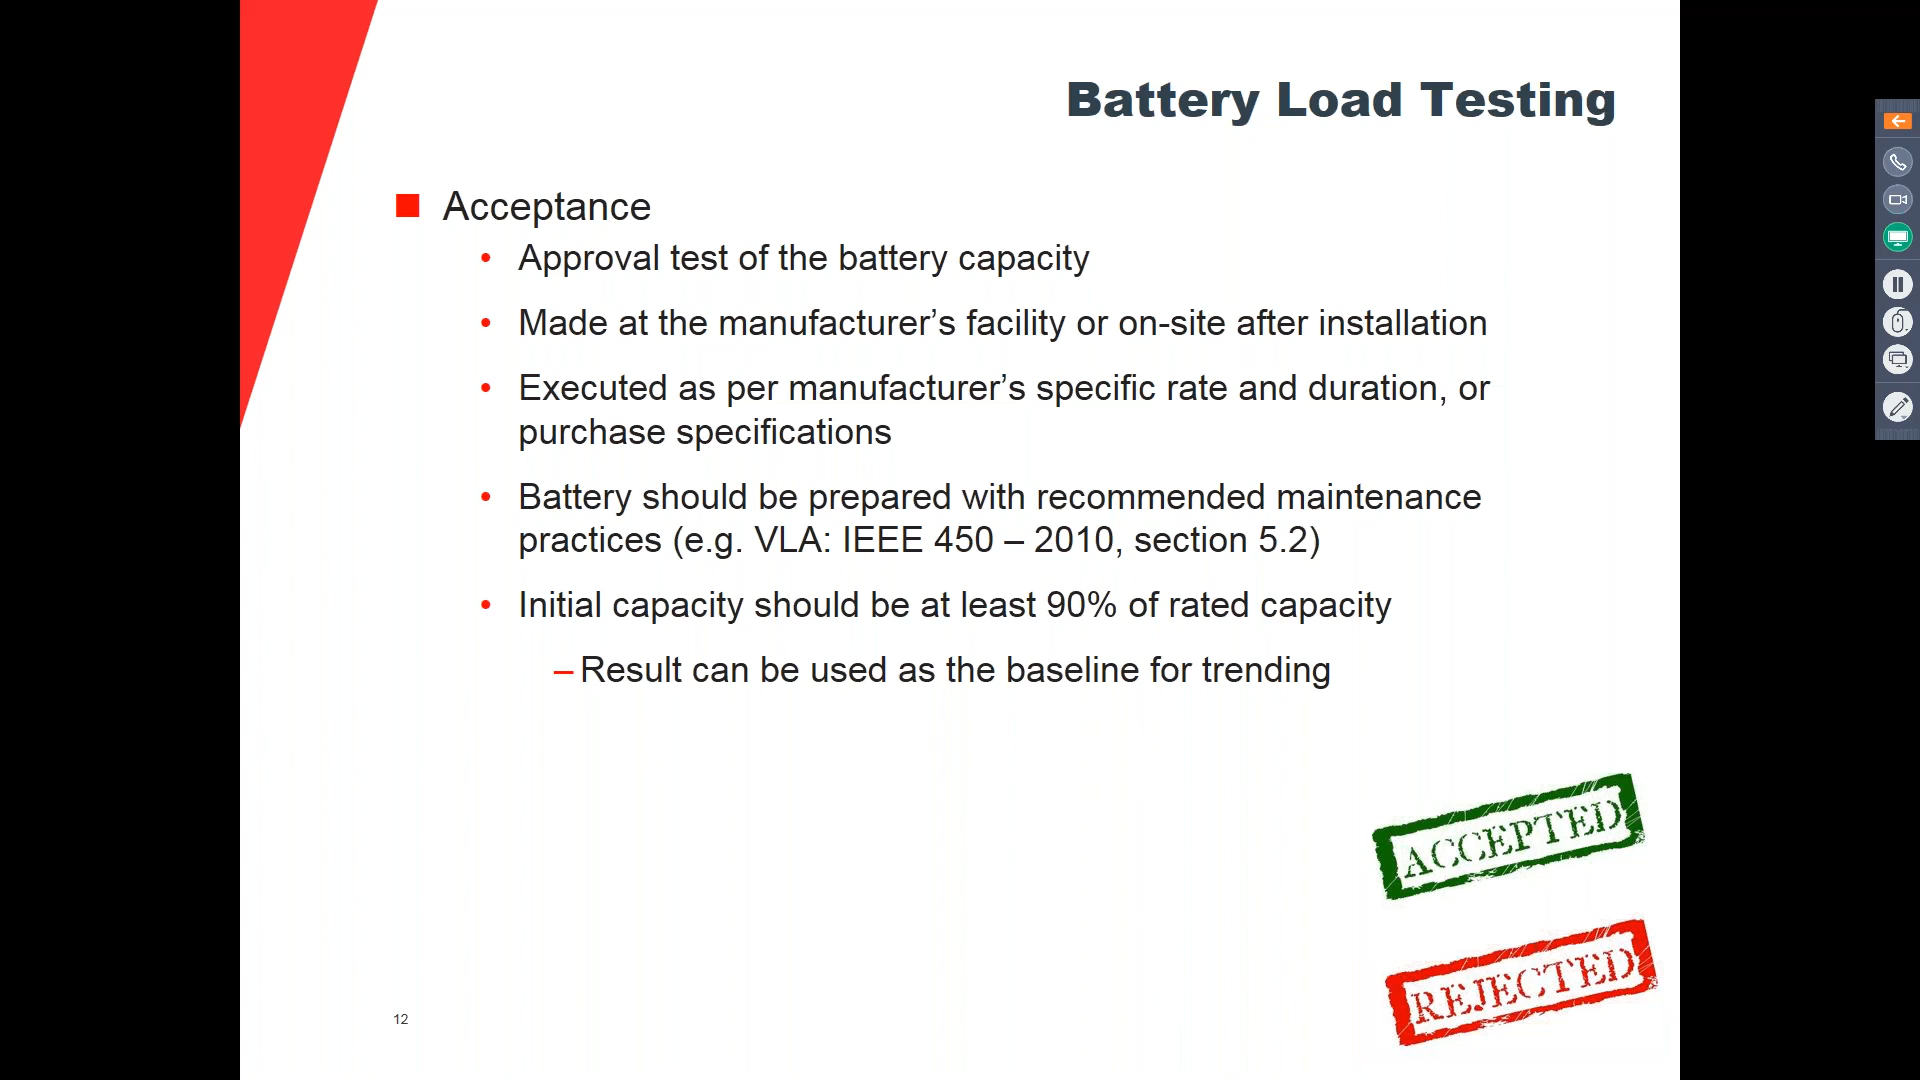 Battery Load Testing
Acceptance
• Approval test of the battery capacity
• Made at the manufacturer’s facility or on-site after installation
• Executed as per manufacturer’s specific rate and duration, or
purchase specifications
• Battery should be prepared with recommended maintenance
practices (e.g. VLA: IEEE 450 – 2010, section 5.2)
• Initial capacity should be at least 90% of rated capacity
– Result can be used as the baseline for trending
ACCEPTED
REJECTED
12